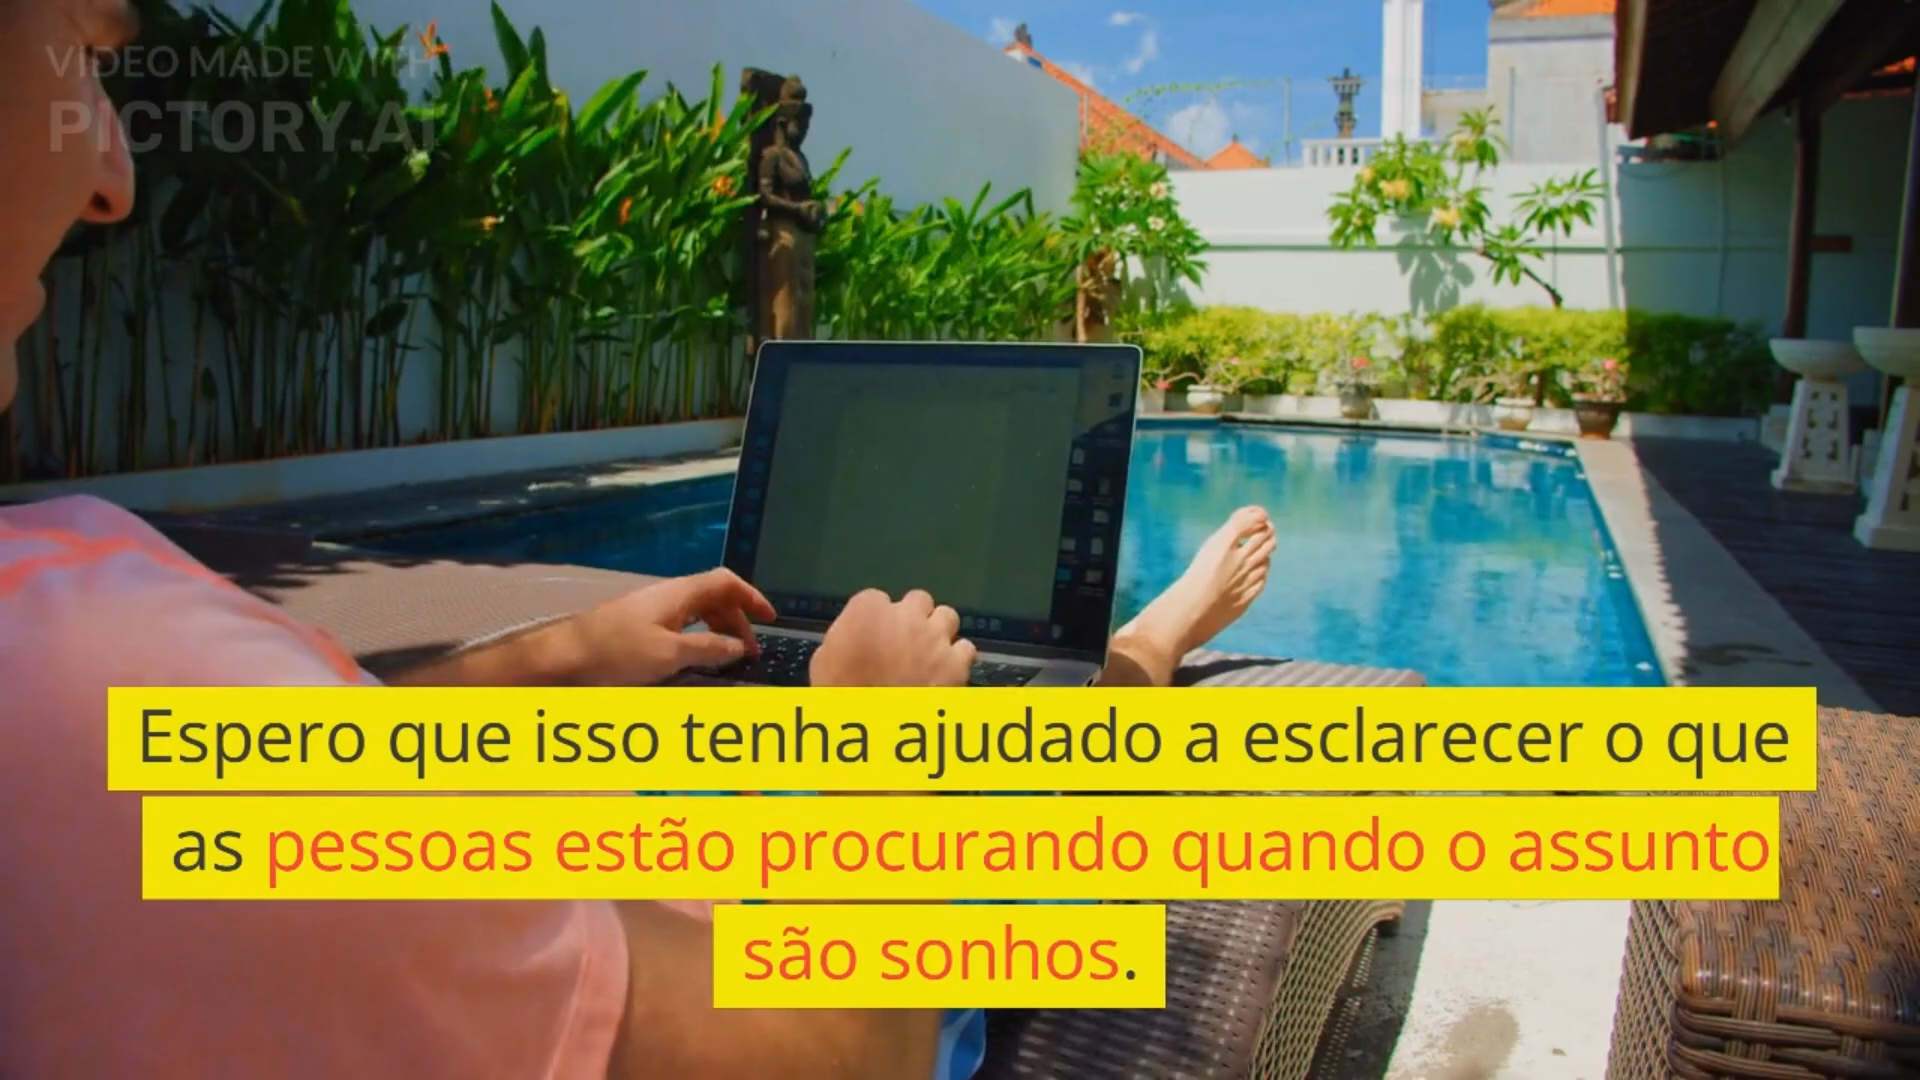 VIDEO MADE WITH
PICTORY.AI
Espero que isso tenha ajudado a esclarecer o que
as pessoas estão procurando quando o assunto
são sonhos.